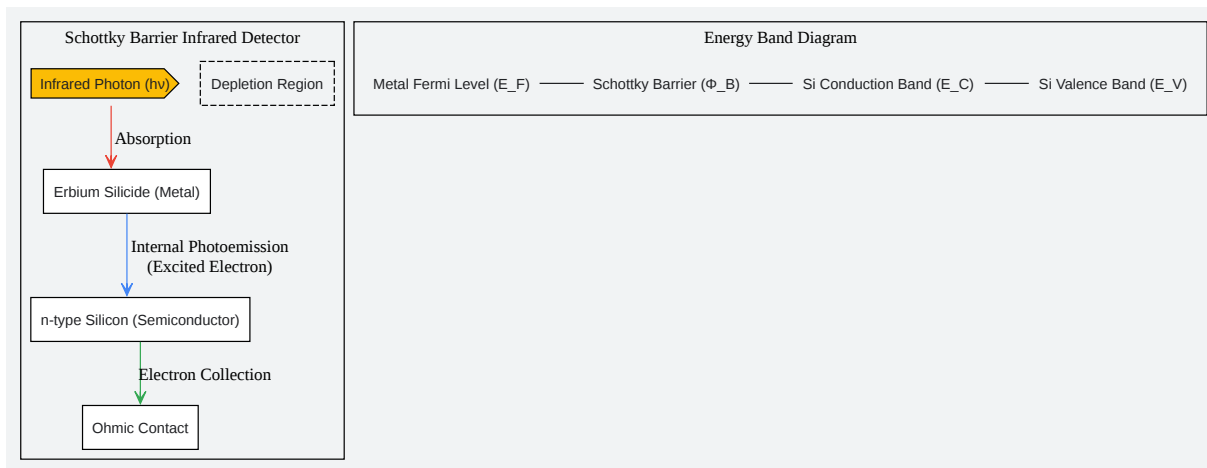 Schottky Barrier Infrared Detector
Infrared Photon (hν)
Depletion Region
Absorption
Erbium Silicide (Metal)
Internal Photoemission
(Excited Electron)
n-type Silicon (Semiconductor)
Electron Collection
Ohmic Contact
Energy Band Diagram
Metal Fermi Level (E_F)
Schottky Barrier (Φ_B)
Si Conduction Band (E_C)
Si Valence Band (E_V)